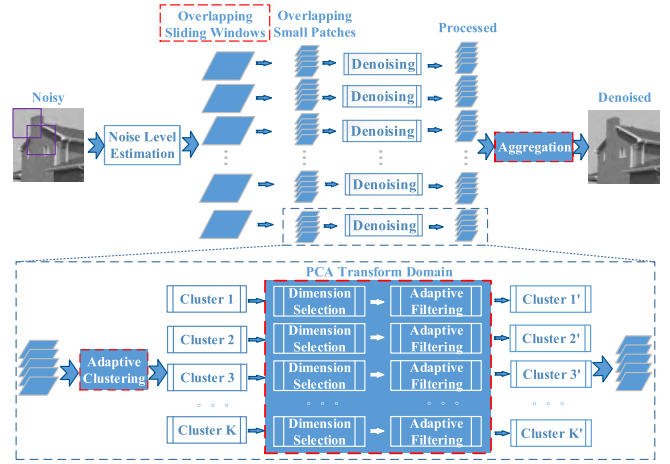 Overlapping
Sliding Windows
Overlapping
Small Patches
Processed
Noisy
Denoised
Noise Level
Estimation
Denoising
Denoising
Denoising
Denoising
Denoising
Aggregation
PCA Transform Domain
Cluster 1
Dimension
Selection
Adaptive
Filtering
Cluster 1'
Cluster 2
Dimension
Selection
Adaptive
Filtering
Cluster 2'
Adaptive
Clustering
Cluster 3
Dimension
Selection
Adaptive
Filtering
Cluster 3'
Cluster K
Dimension
Selection
Adaptive
Filtering
Cluster K'